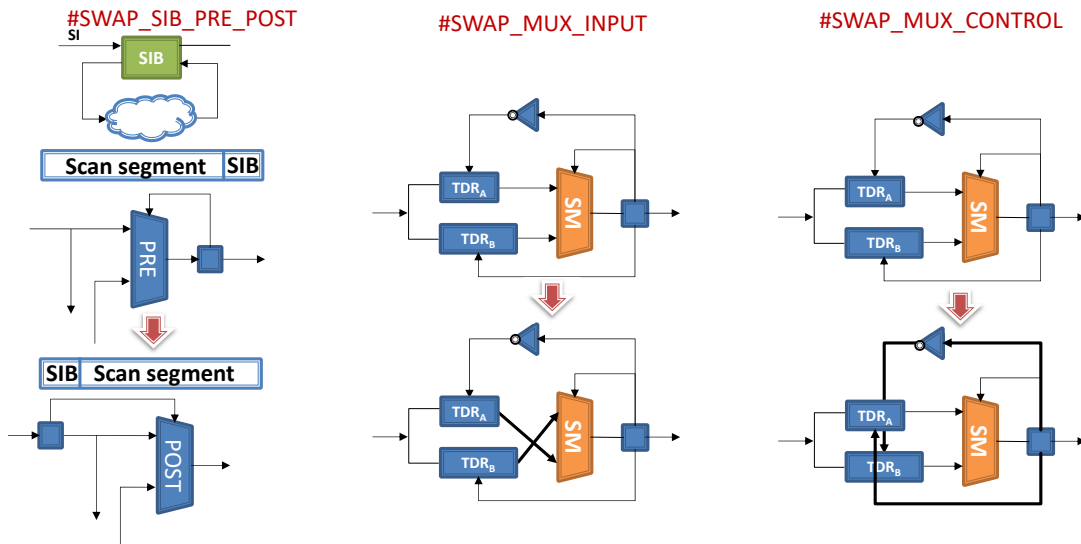 #SWAP_SIB_PRE_POST
SI
SIB
Scan segment SIB
PRE
SIB Scan segment
POST
#SWAP_MUX_INPUT
TDRA
SM
TDRB
TDRA
SM
TDRB
#SWAP_MUX_CONTROL
TDRA
SM
TDRB
TDRA
SM
TDRB